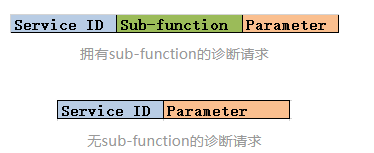 Service ID Sub-function Parameter
拥有sub-function的诊断请求
Service ID Parameter
无sub-function的诊断请求